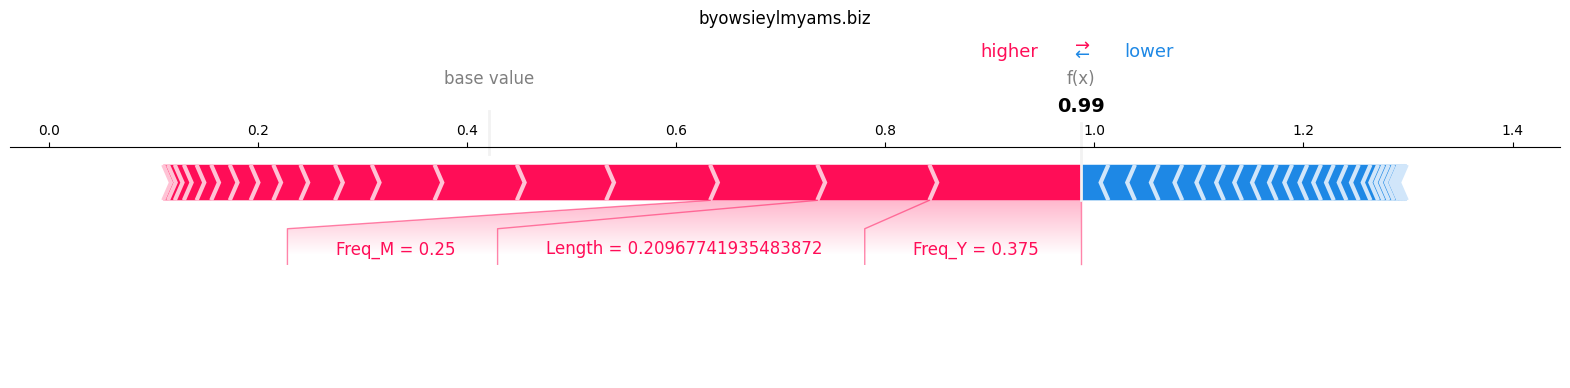 byowsieylmyams.biz
higher → ← lower
base value f(x)
0.99
0.0 0.2 0.4 0.6 0.8 1.0 1.2 1.4
Freq_M = 0.25 Length = 0.20967741935483872 Freq_Y = 0.375